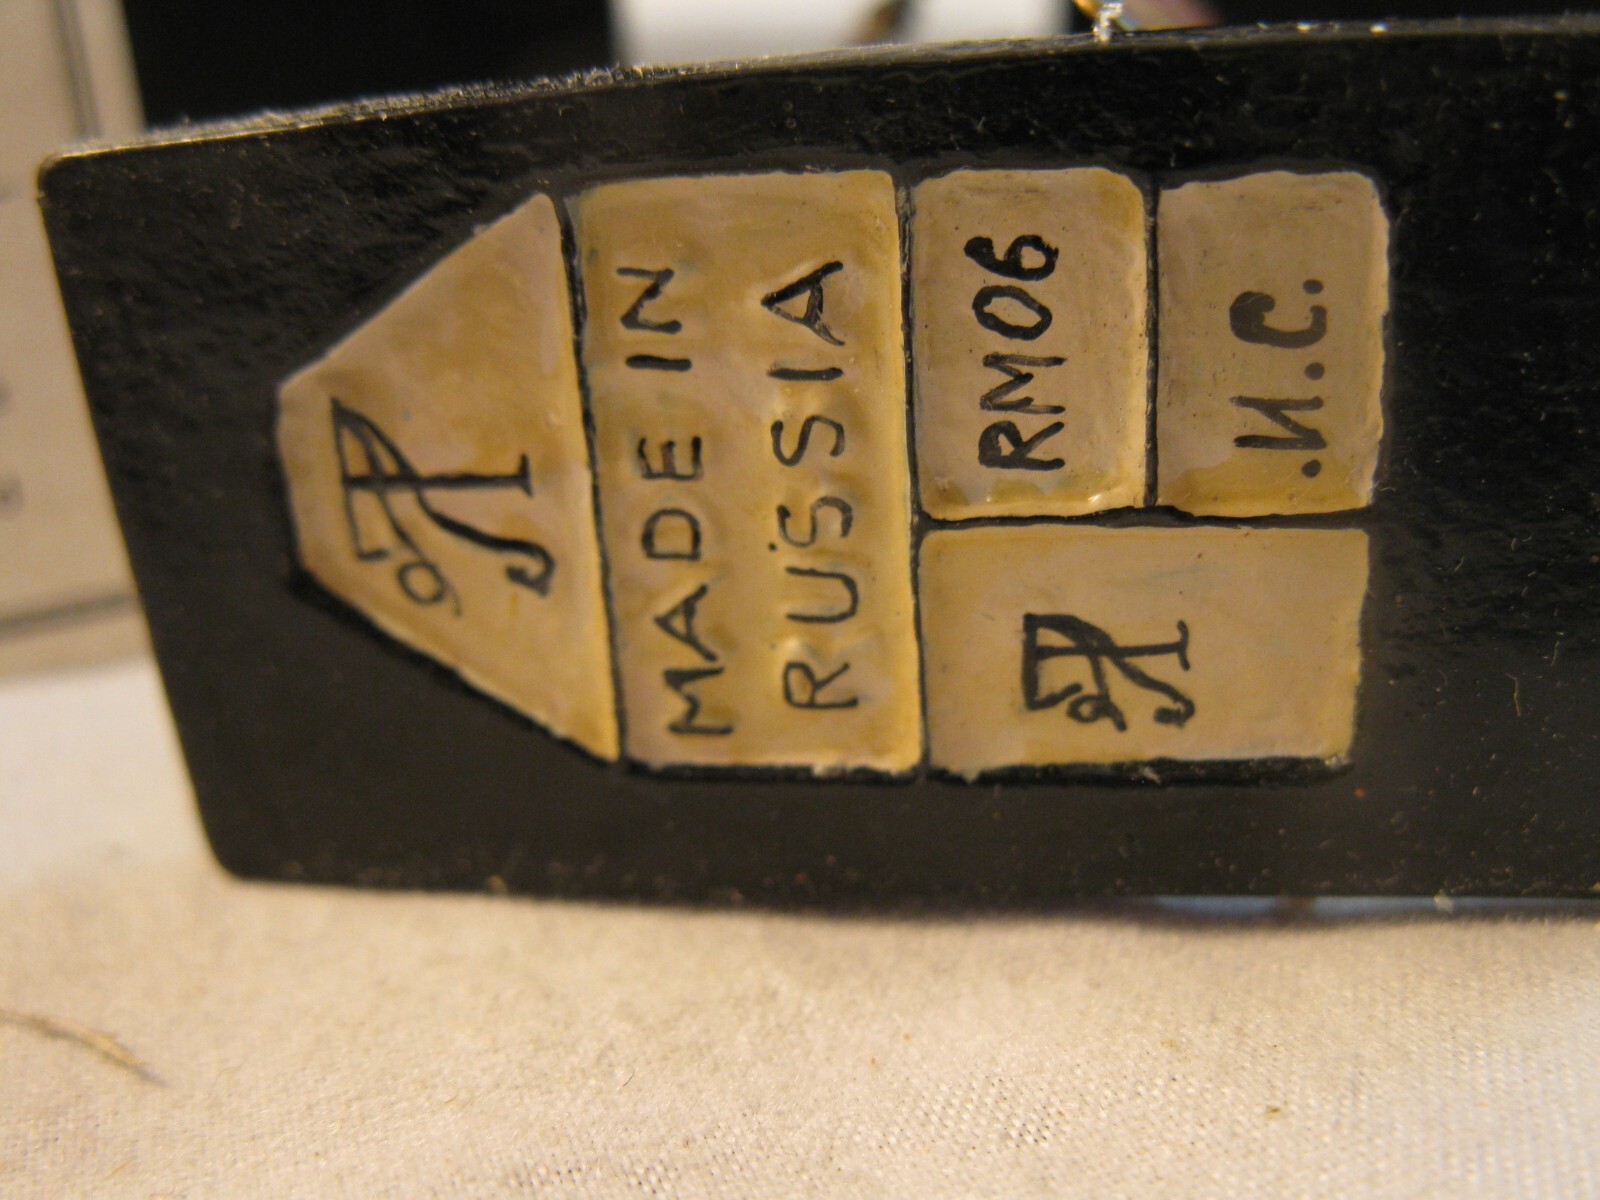 MADE IN
RUSSIA
RM06
.И.С.